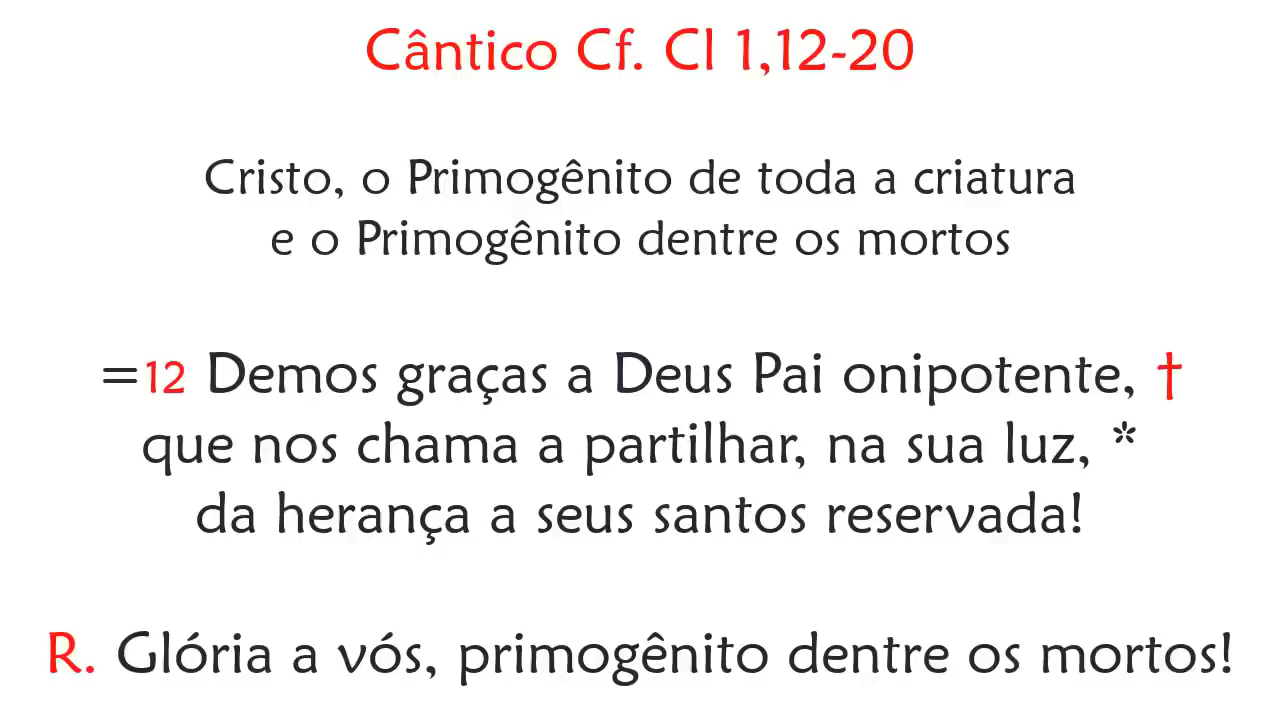 Cântico Cf. Cl 1,12-20
Cristo, o Primogênito de toda a criatura
e o Primogênito dentre os mortos
=12 Demos graças a Deus Pai onipotente, †
que nos chama a partilhar, na sua luz, *
da herança a seus santos reservada!
R. Glória a vós, primogênito dentre os mortos!